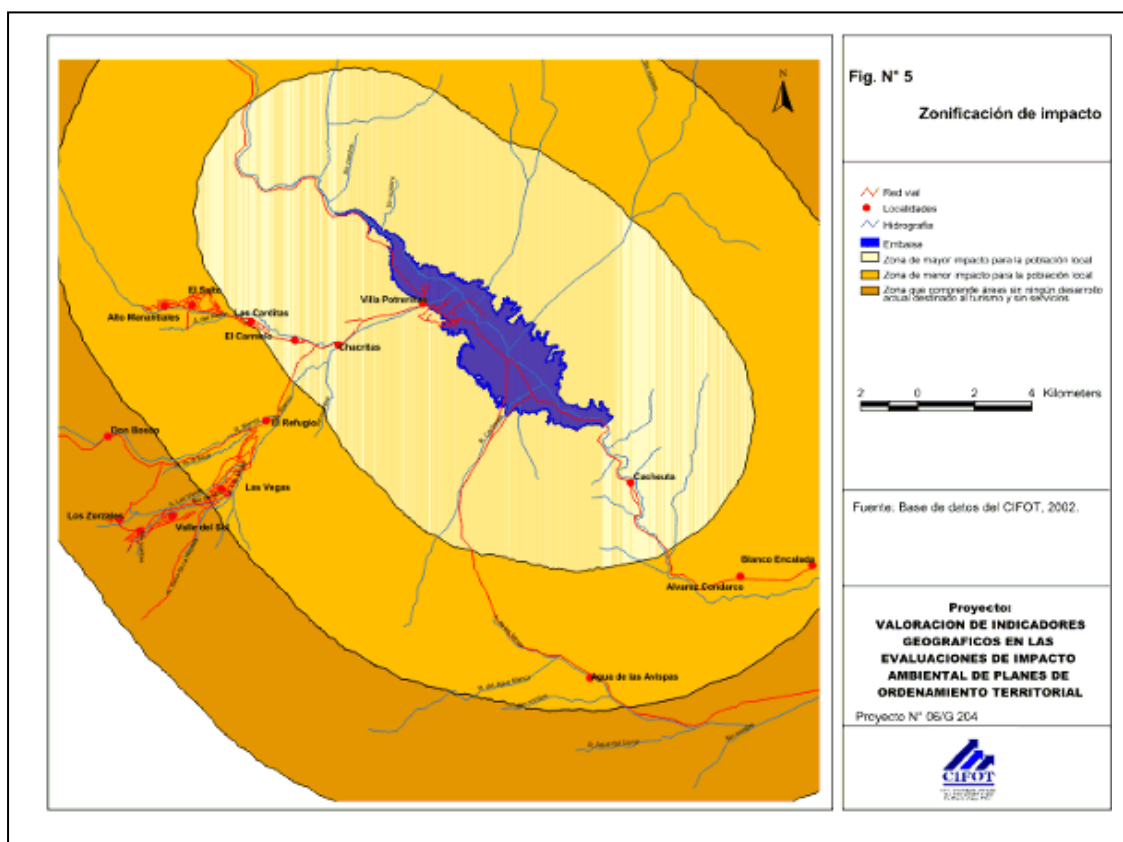 Fig. N° 5
Zonificación de impacto
N
Red vial
Localidades
Hidrografía
Embalse
Zona de mayor impacto para la población local
Zona de menor impacto para la población local
Zona que comprende áreas sin ningún desarrollo
actual destinado al turismo y sin servicios
2 0 2 4 Kilometers
Fuente: Base de datos del CIFOT, 2002.
Proyecto:
VALORACION DE INDICADORES
GEOGRAFICOS EN LAS
EVALUACIONES DE IMPACTO
AMBIENTAL DE PLANES DE
ORDENAMIENTO TERRITORIAL
Proyecto N° 06/G 204
CIFOT
El Salto
Alto Manantiales
Las Carditas
El Carmelo
Chacritas
Villa Potrerillos
El Refugio
Don Bosco
Las Vegas
Los Zorzales
Valle del Sol
Cacheuta
Blanco Encalada
Alvarez Condarco
Agua de las Avispas